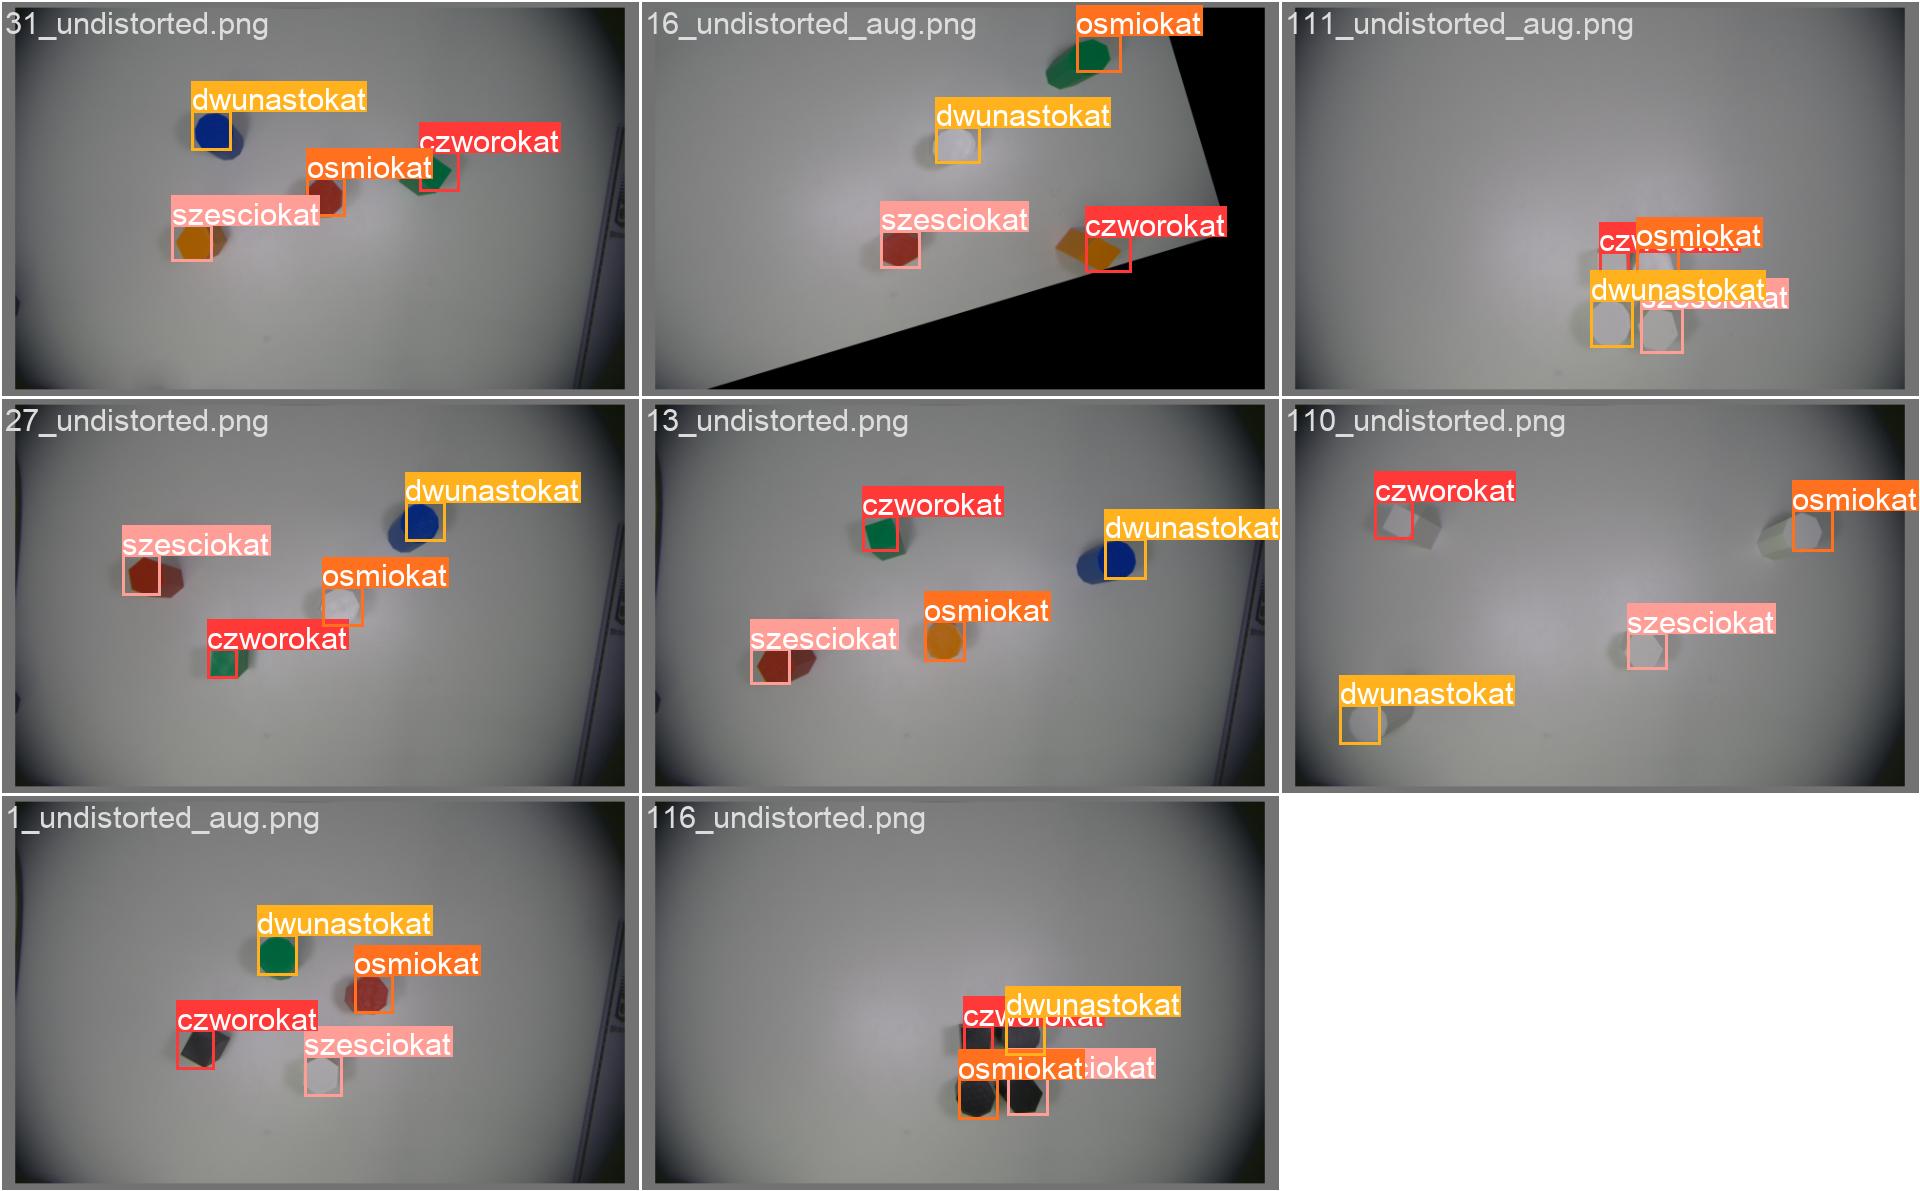 31_undistorted.png
dwunastokat
czworokat
osmiokat
szesciokat
16_undistorted_aug.png
osmiokat
dwunastokat
szesciokat
czworokat
111_undistorted_aug.png
osmiokat
dwunastokat
27_undistorted.png
dwunastokat
szesciokat
osmiokat
czworokat
13_undistorted.png
czworokat
dwunastokat
osmiokat
szesciokat
110_undistorted.png
czworokat
osmiokat
szesciokat
dwunastokat
1_undistorted_aug.png
dwunastokat
osmiokat
czworokat
szesciokat
116_undistorted.png
dwunastokat
czworokat
osmiokat